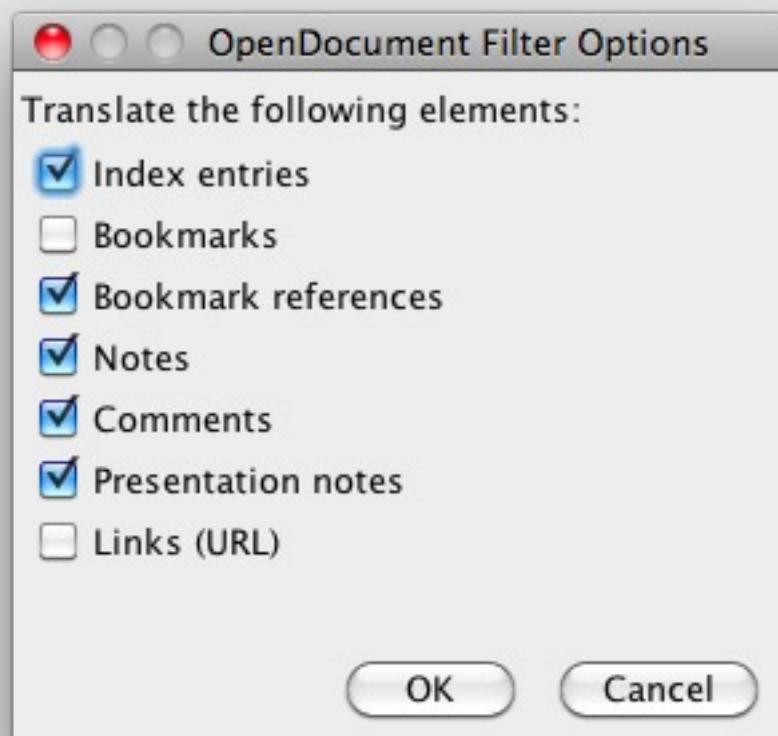 OpenDocument Filter Options
Translate the following elements:
Index entries
Bookmarks
Bookmark references
Notes
Comments
Presentation notes
Links (URL)
OK Cancel